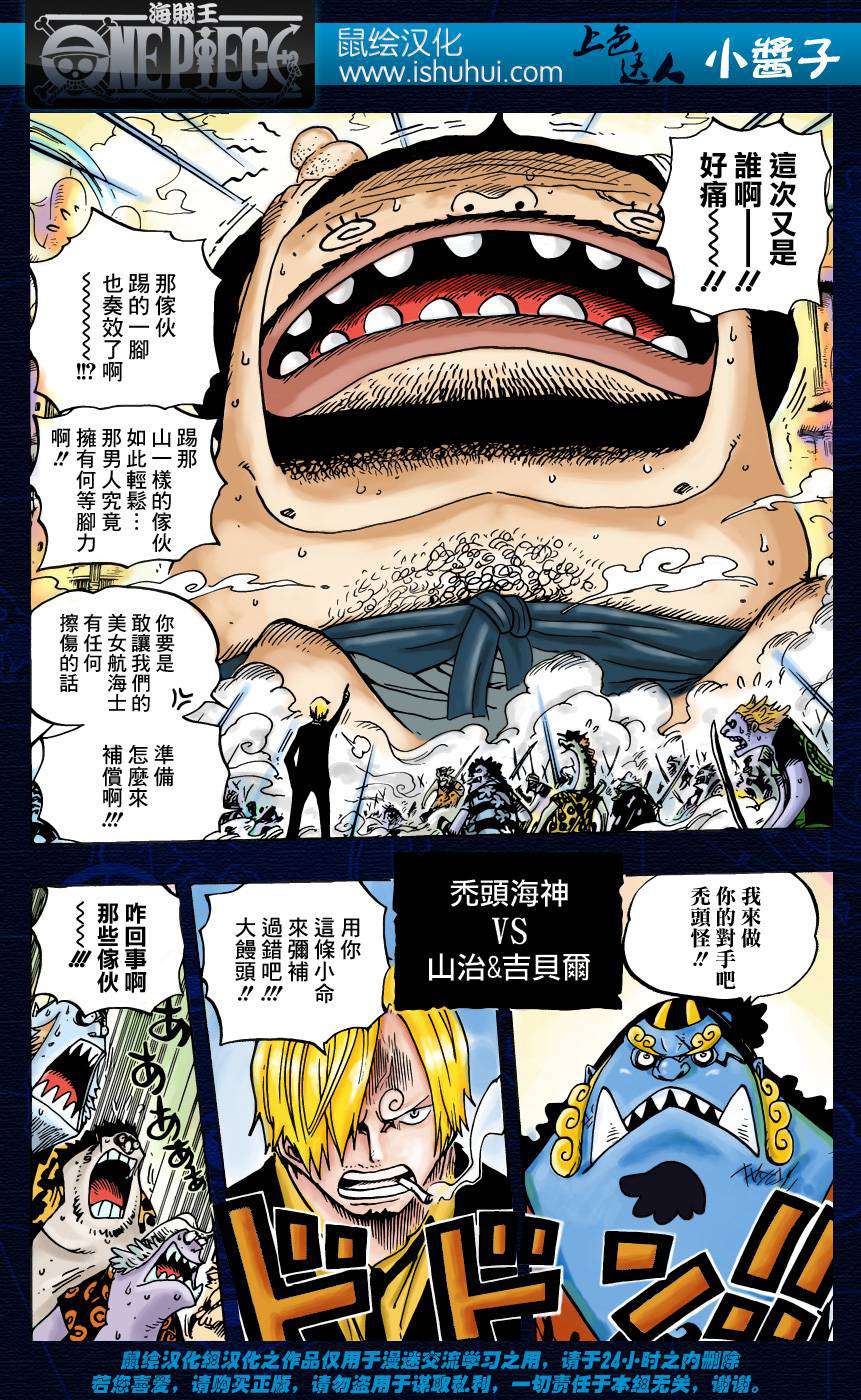 海賊王
ONE PIECE
鼠绘汉化
www.ishuhui.com
上色
达人
小醬子
這次又是
誰啊——!!
好痛~~~!!
那傢伙
踢的一腳
也奏效了啊
~~~~~!!?
踢那
山一樣的傢伙
如此輕鬆…
那男人究竟
擁有何等腳力
啊!!
你要是
敢讓我們的
美女航海士
有任何
擦傷的話
準備
怎麼來
補償啊!!!
我來做
你的對手吧
禿頭怪!!
禿頭海神
VS
山治&吉貝爾
用你
這條小命
來彌補
過錯吧!!!
大饅頭!!
咋回事啊
那些傢伙
~~~!!!
ああああぁぁ
ドドン!!
鼠绘汉化组汉化之作品仅用于漫迷交流学习之用，请于24小时之内删除
若您喜爱，请购买正版，请勿盗用于谋取私利，一切责任于本组无关，谢谢。